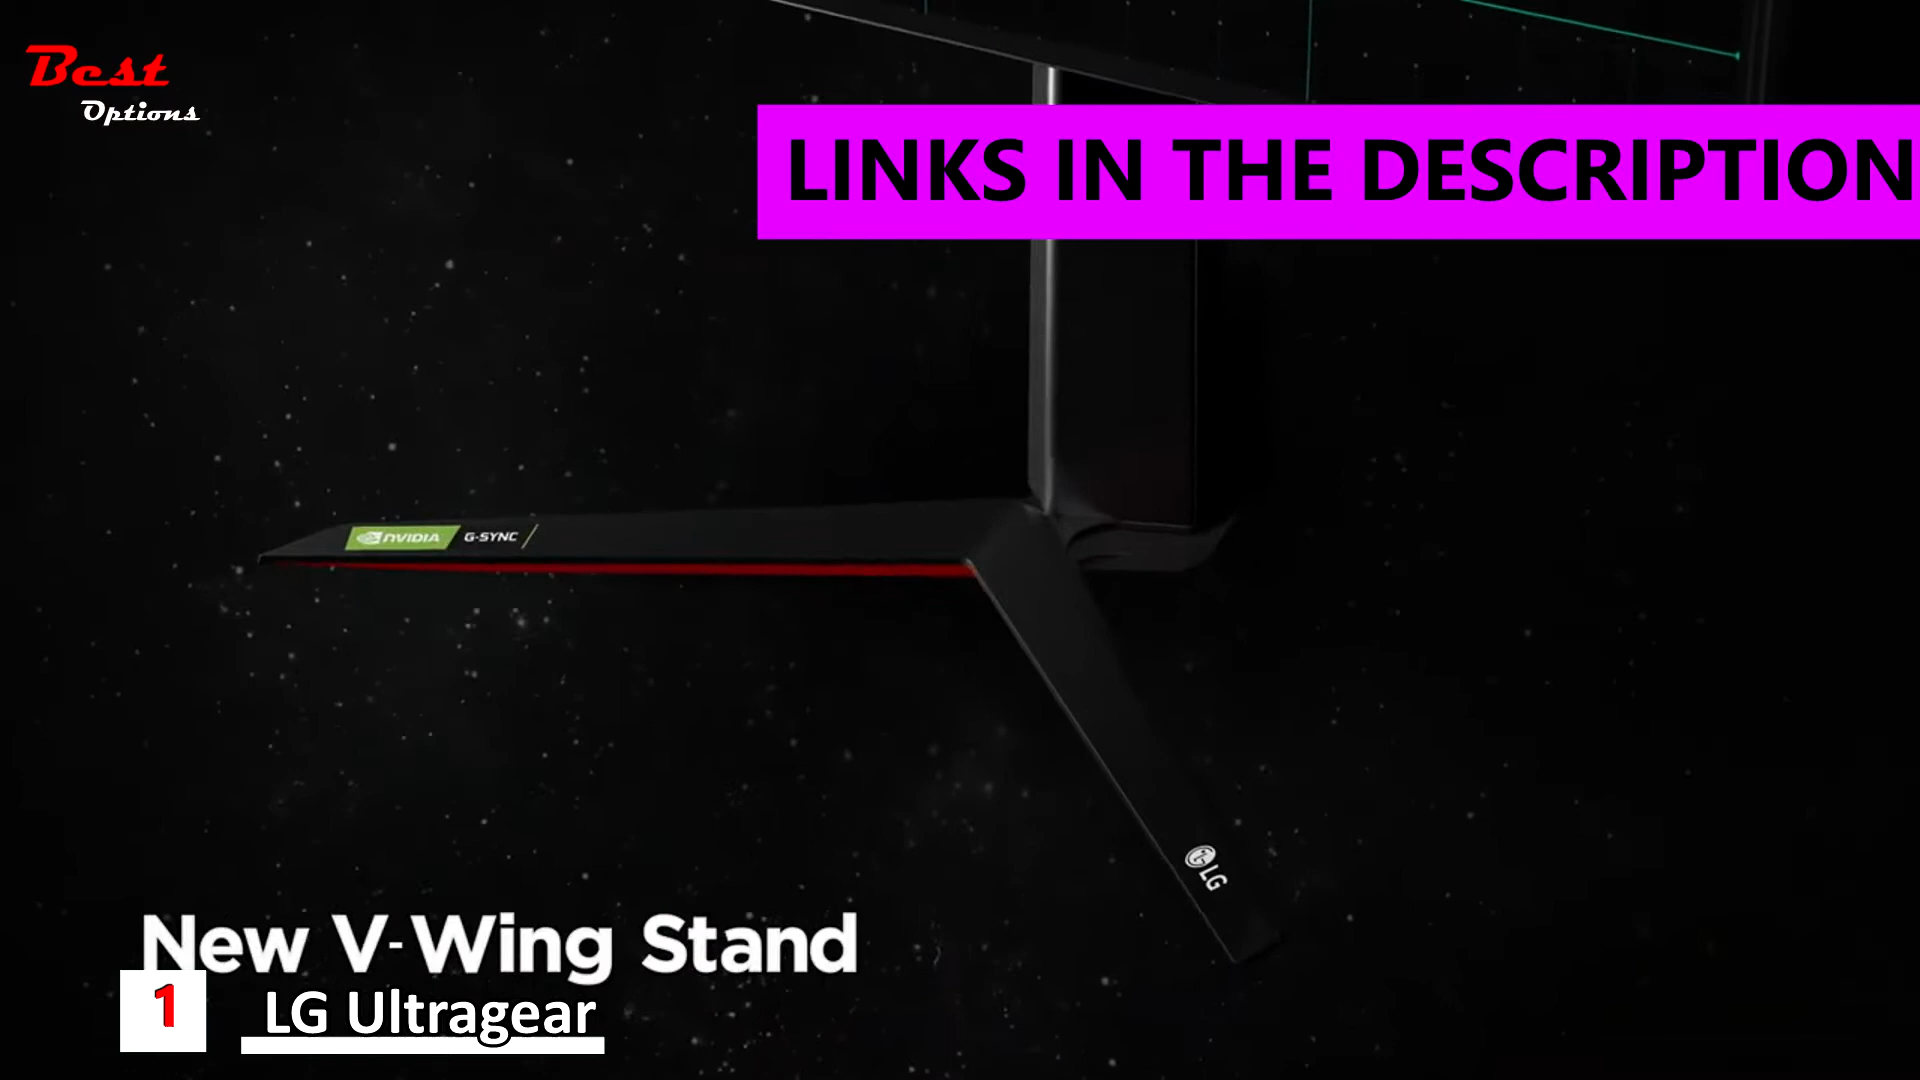 Best
Options
LINKS IN THE DESCRIPTION
NVIDIA G-SYNC
LG
New V-Wing Stand
1 LG Ultragear